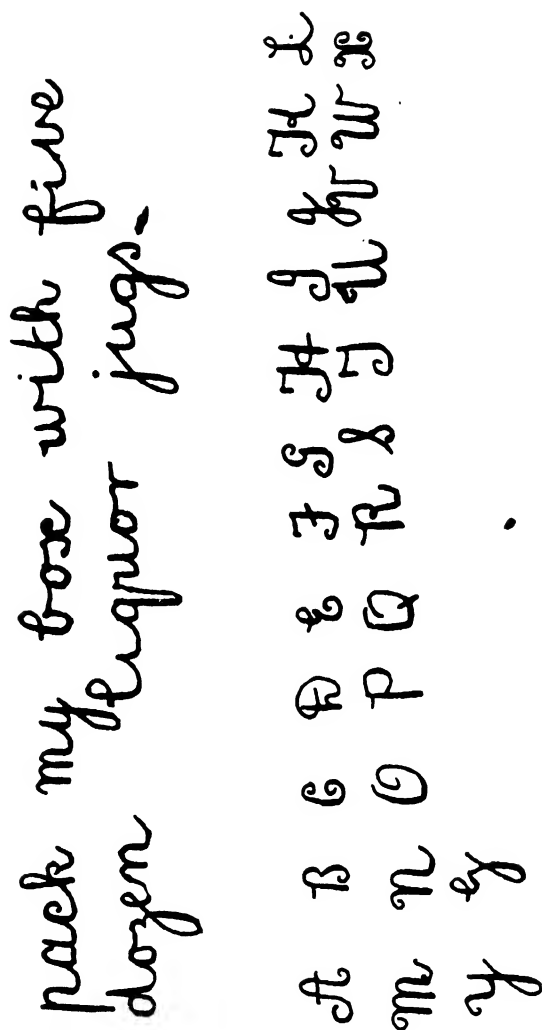 pack my box with five
dozen liquor jugs.
A B C D E F G H I J K L
M N O P Q R S T U V W X
Y Z